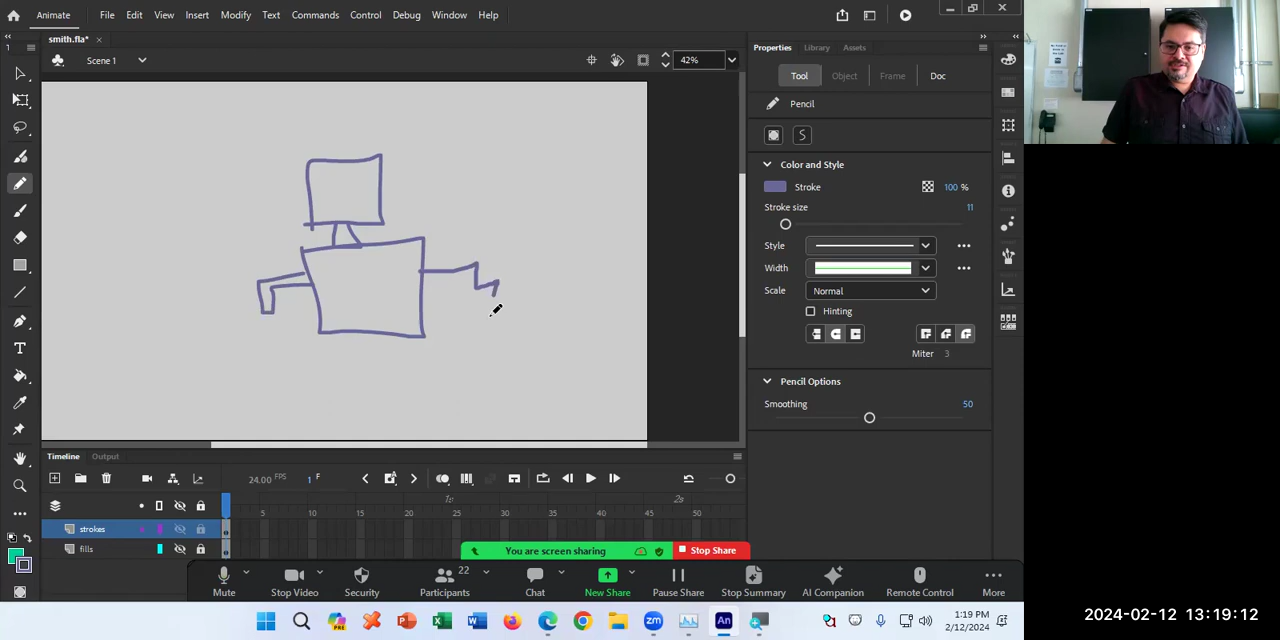 Animate File Edit View Insert Modify Text Commands Control Debug Window Help
smith.fla* ×
1
Scene 1
42%
Properties Library Assets
Tool Object Frame Doc
Pencil
Color and Style
Stroke 100 %
Stroke size 11
Style
Width
Scale Normal
Hinting
Miter 3
Pencil Options
Smoothing 50
Timeline Output
24.00 FPS 1 F
1s 2s
5 10 15 20 25 30 35 40 45 50
strokes
fills
You are screen sharing Stop Share
22
Mute Stop Video Security Participants Chat New Share Pause Share Stop Summary AI Companion Remote Control More
1:19 PM
2/12/2024
2024-02-12 13:19:12